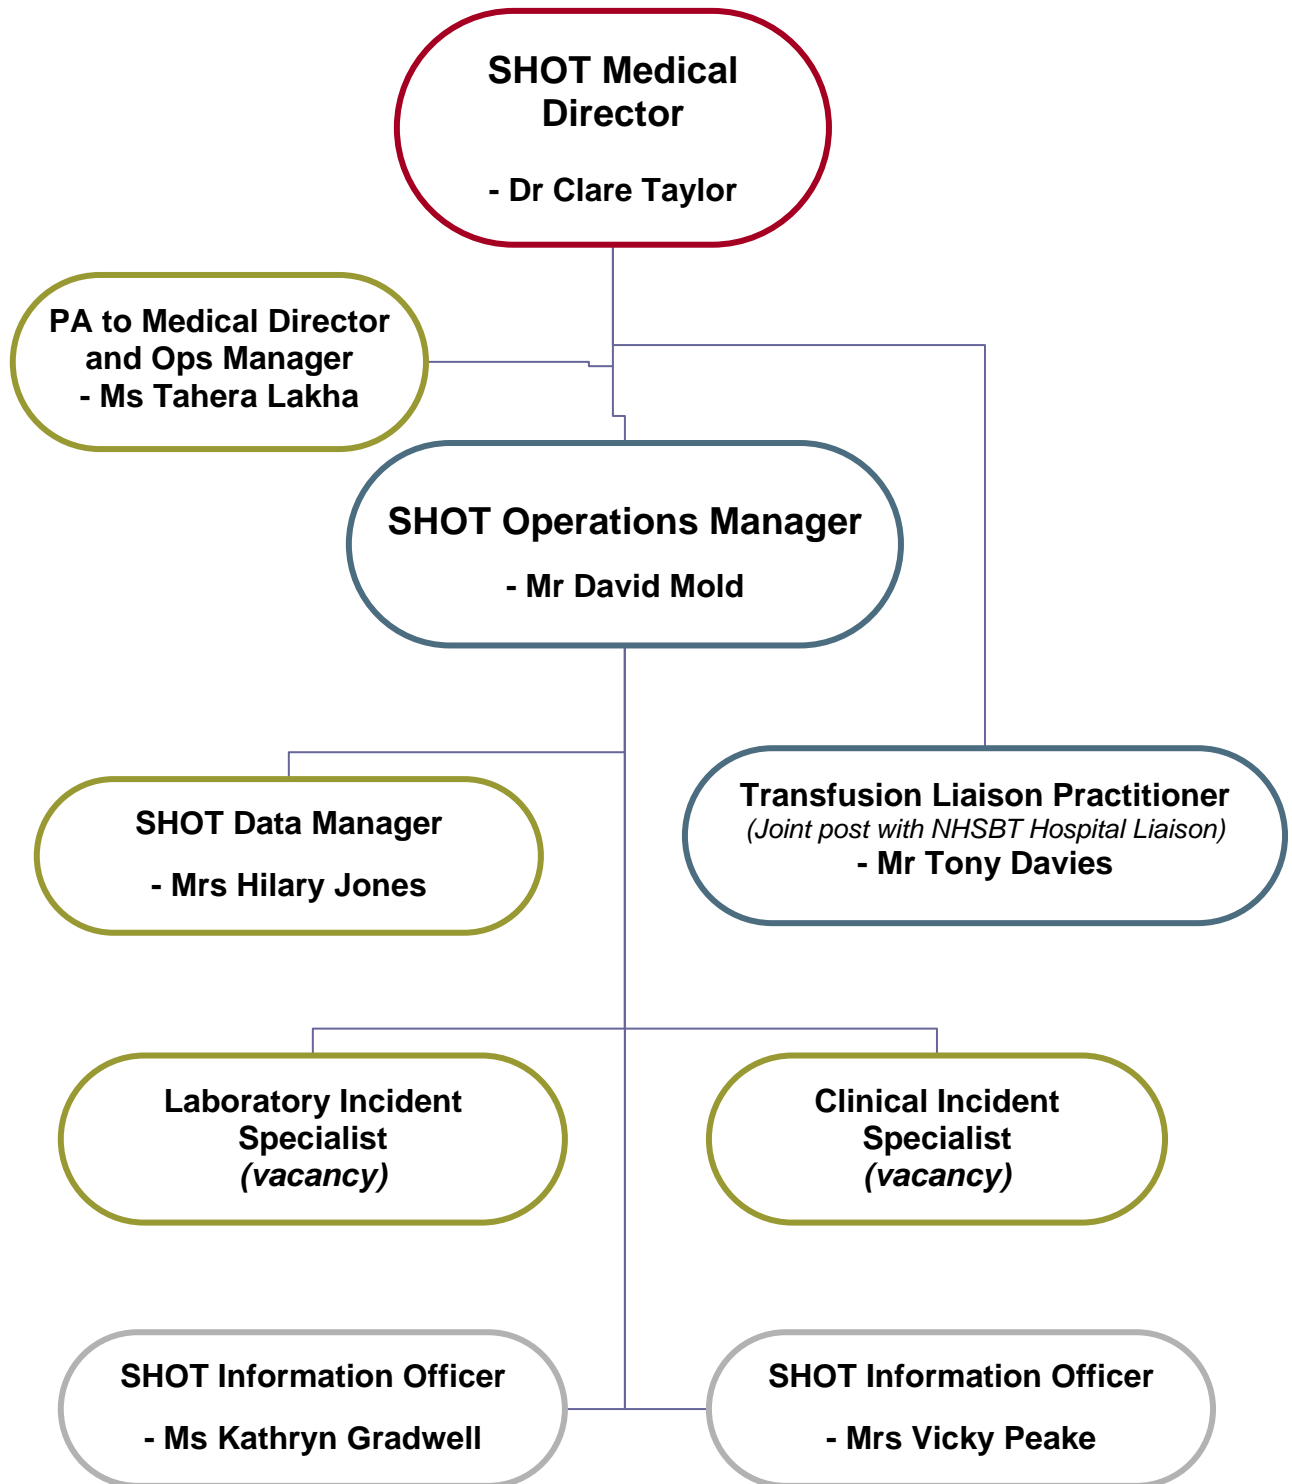 SHOT Medical
Director
- Dr Clare Taylor
PA to Medical Director
and Ops Manager
- Ms Tahera Lakha
SHOT Operations Manager
- Mr David Mold
SHOT Data Manager
- Mrs Hilary Jones
Transfusion Liaison Practitioner
(Joint post with NHSBT Hospital Liaison)
- Mr Tony Davies
Laboratory Incident
Specialist
(vacancy)
Clinical Incident
Specialist
(vacancy)
SHOT Information Officer
- Ms Kathryn Gradwell
SHOT Information Officer
- Mrs Vicky Peake